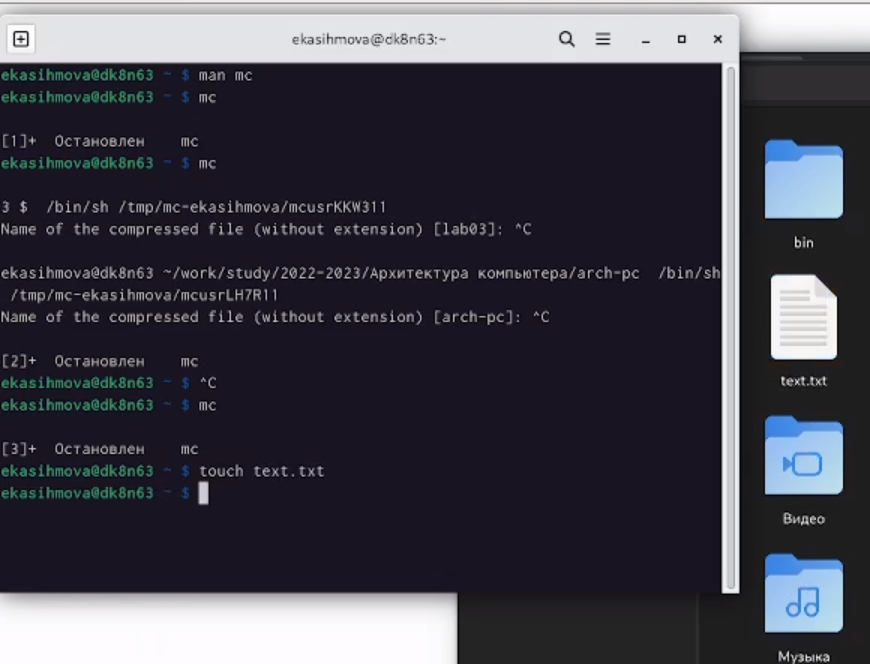 ekasihmova@dk8n63:~
ekasihmova@dk8n63 ~ $ man mc
ekasihmova@dk8n63 ~ $ mc
[1]+  Остановлен    mc
ekasihmova@dk8n63 ~ $ mc
3 $  /bin/sh /tmp/mc-ekasihmova/mcusrKKW311
Name of the compressed file (without extension) [lab03]: ^C
ekasihmova@dk8n63 ~/work/study/2022-2023/Архитектура компьютера/arch-pc  /bin/sh
 /tmp/mc-ekasihmova/mcusrLH7R11
Name of the compressed file (without extension) [arch-pc]: ^C
[2]+  Остановлен    mc
ekasihmova@dk8n63 ~ $ ^C
ekasihmova@dk8n63 ~ $ mc
[3]+  Остановлен    mc
ekasihmova@dk8n63 ~ $ touch text.txt
ekasihmova@dk8n63 ~ $
bin
text.txt
Видео
Музыка